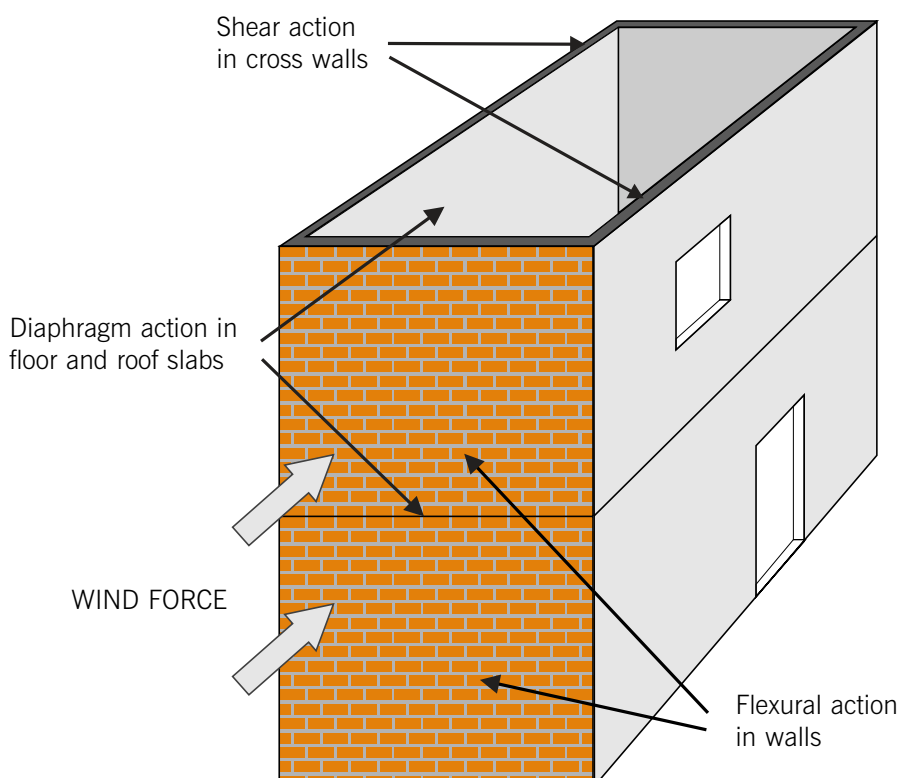 Shear action
in cross walls
Diaphragm action in
floor and roof slabs
WIND FORCE
Flexural action
in walls